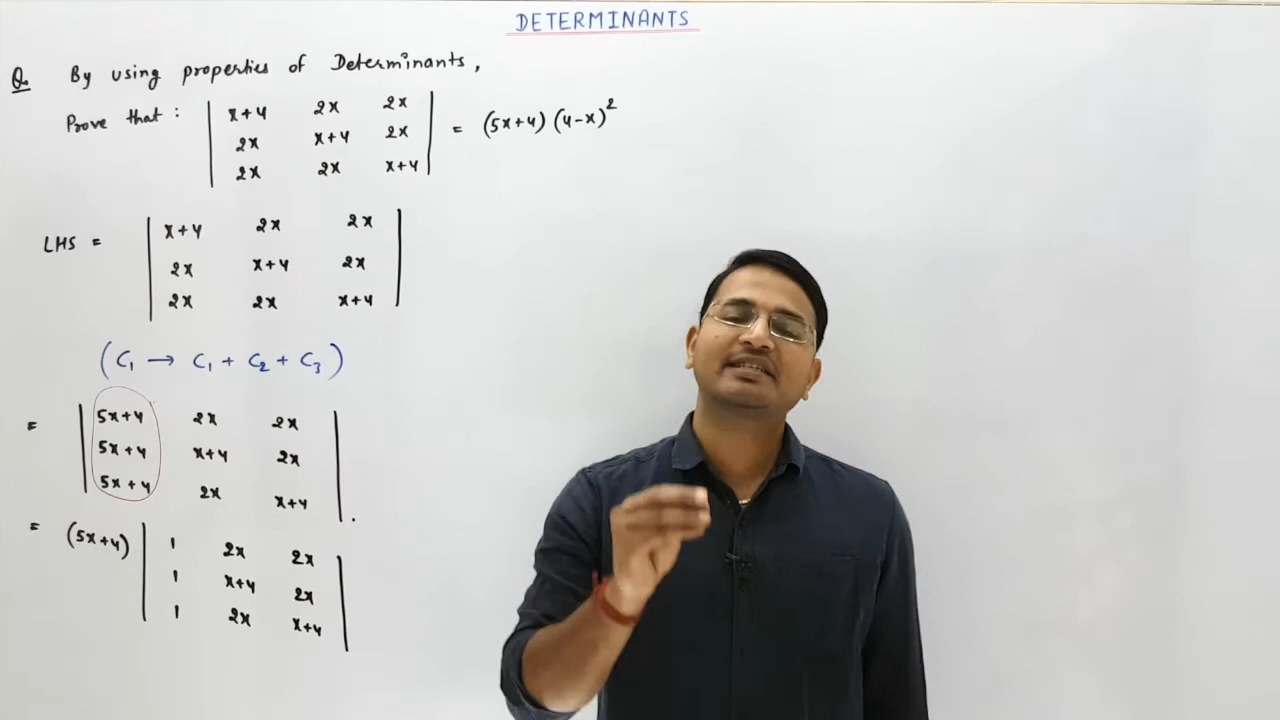 DETERMINANTS
Q. By using properties of Determinants,
Prove that : | x+4 2x 2x |
| 2x x+4 2x | = (5x+4) (4-x)²
| 2x 2x x+4 |
LHS = | x+4 2x 2x |
| 2x x+4 2x |
| 2x 2x x+4 |
(C₁ → C₁ + C₂ + C₃)
= | 5x+4 2x 2x |
| 5x+4 x+4 2x |
| 5x+4 2x x+4 | .
= (5x+4) | 1 2x 2x |
| 1 x+4 2x |
| 1 2x x+4 |